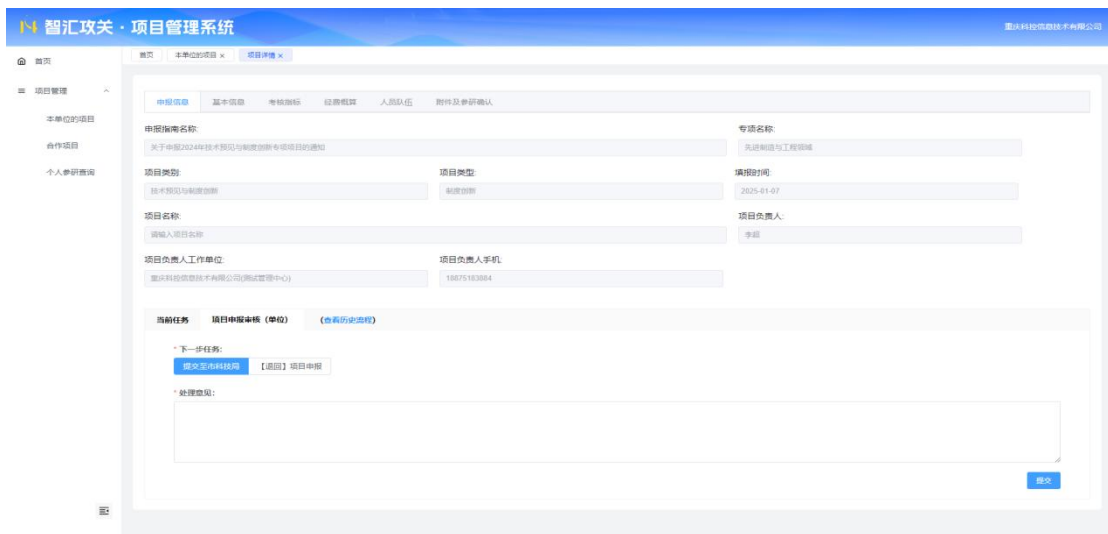 智汇攻关 · 项目管理系统
重庆科控信息技术有限公司
首页
项目管理
本单位的项目
合作项目
个人参研查询
首页 本单位的项目 × 项目详情 ×
申报信息 基本信息 考核指标 经费概算 人员队伍 附件及参研确认
申报指南名称: 专项名称:
关于申报2024年技术预见与制度创新专项项目的通知 先进制造与工程领域
项目类别: 项目类型: 填报时间:
技术预见与制度创新 制度创新 2025-01-07
项目名称: 项目负责人:
请输入项目名称 李超
项目负责人工作单位: 项目负责人手机:
重庆科控信息技术有限公司(测试管理中心) 18875183884
当前任务 项目申报审核（单位） (查看历史流程)
* 下一步任务:
提交至市科技局 【退回】项目申报
* 处理意见:
提交